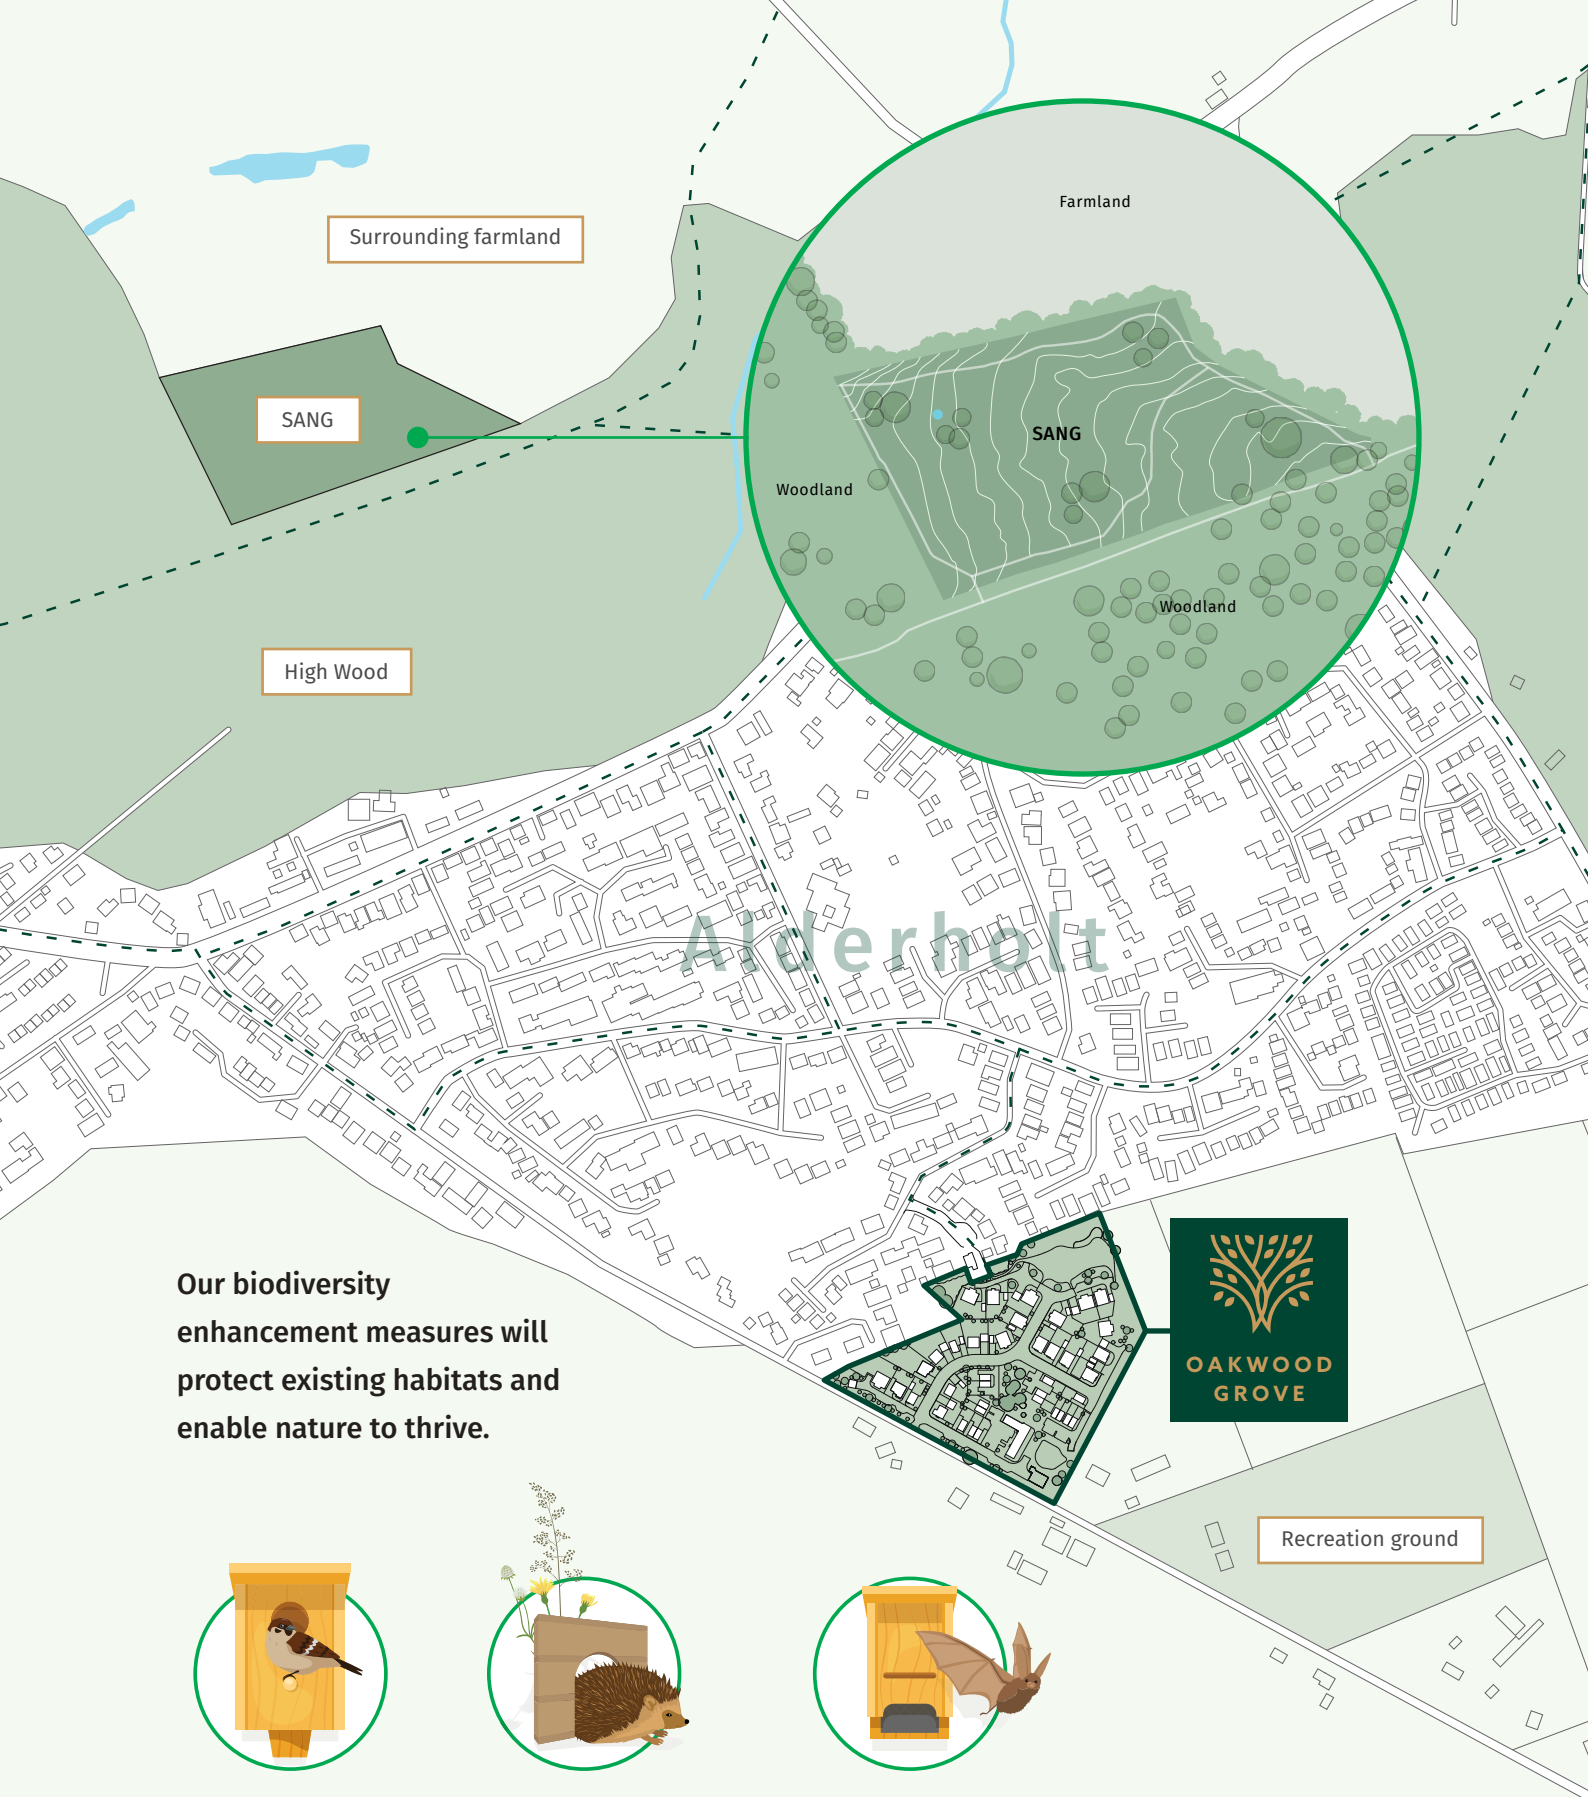 Farmland
Surrounding farmland
SANG
SANG
Woodland
Woodland
High Wood
Alderholt
Our biodiversity
enhancement measures will
protect existing habitats and
enable nature to thrive.
OAKWOOD
GROVE
Recreation ground